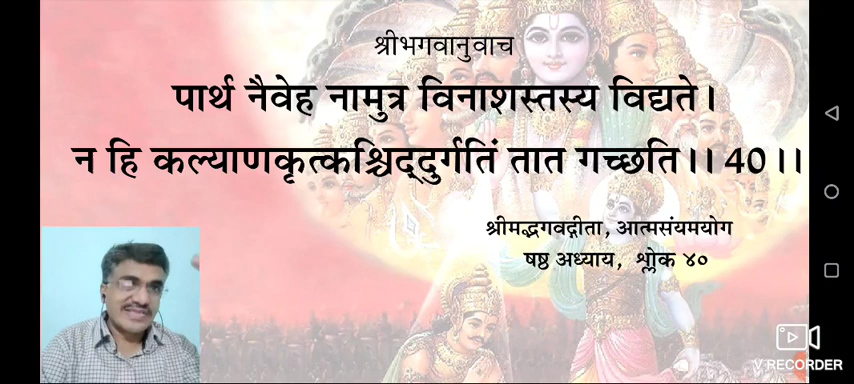 श्रीभगवानुवाच
पार्थ नैवेह नामुत्र विनाशस्तस्य विद्यते।
न हि कल्याणकृत्कश्चिद्दुर्गतिं तात गच्छति।। 40।।
श्रीमद्भगवद्गीता, आत्मसंयमयोग
षष्ठ अध्याय, श्लोक ४०
V RECORDER